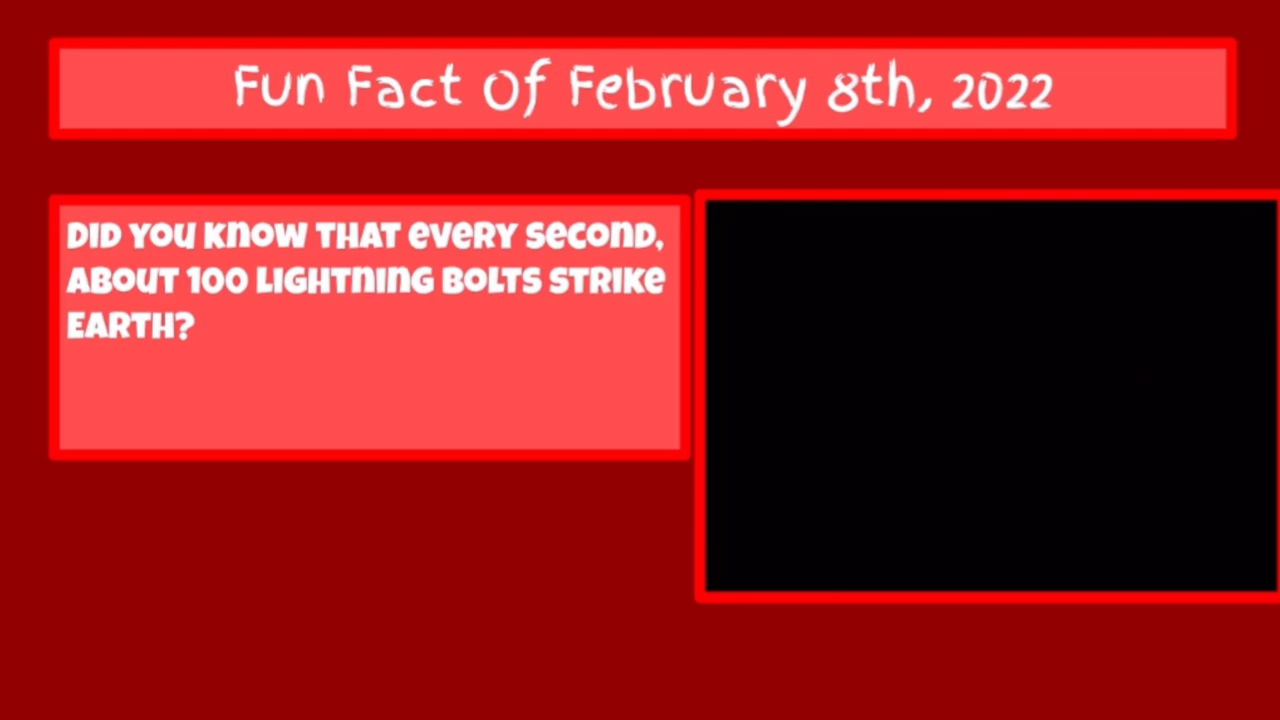 Fun Fact Of February 8th, 2022
DID YOU KNOW THAT EVERY SECOND,
ABOUT 100 LIGHTNING BOLTS STRIKE
EARTH?